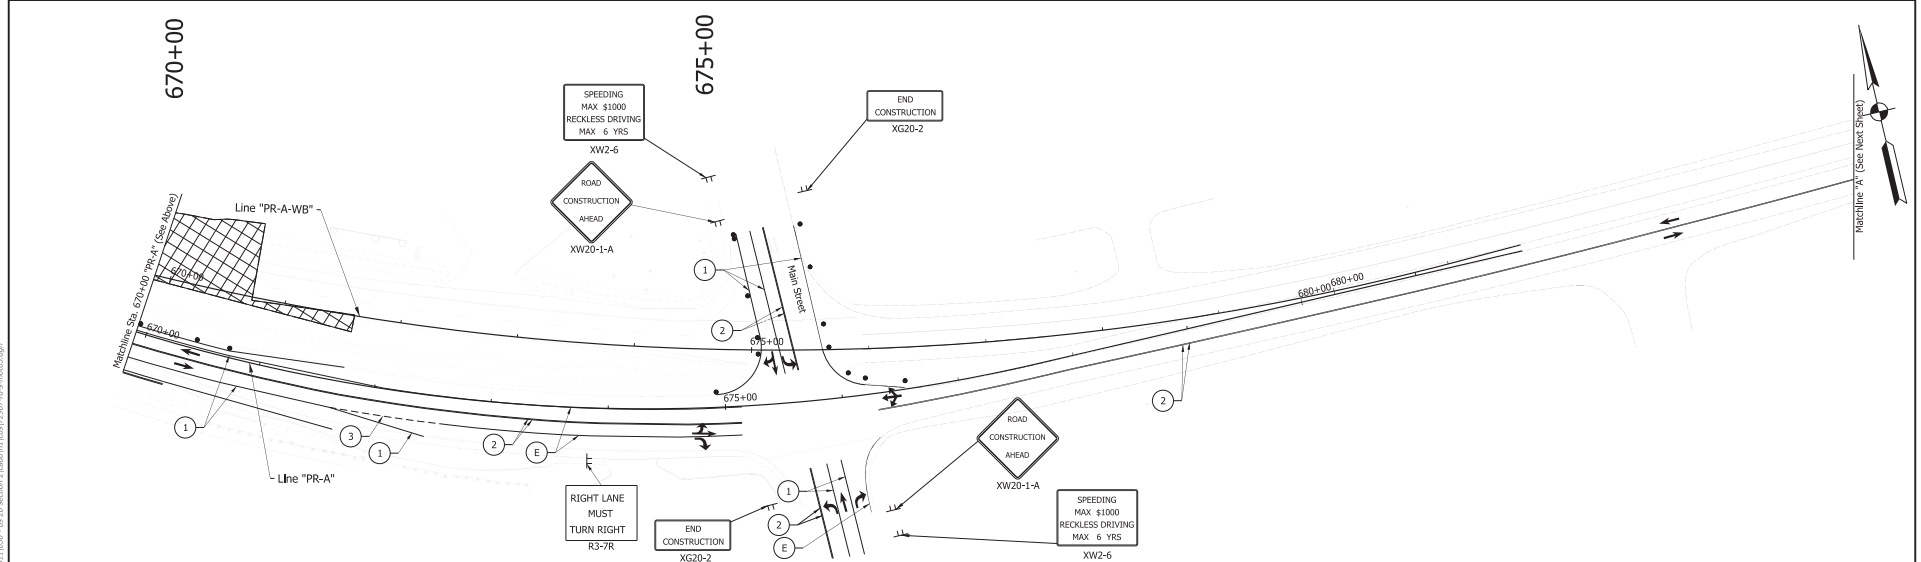 670+00
675+00
SPEEDING
MAX $1000
RECKLESS DRIVING
MAX 6 YRS
XW2-6
END
CONSTRUCTION
XG20-2
ROAD
CONSTRUCTION
AHEAD
XW20-1-A
Line "PR-A-WB"
Matchline Sta. 670+00 "PR-A" (See Above)
670+00
670+00
1
Main Street
2
675+00
675+00
680+00
680+00
Matchline "A" (See Next Sheet)
2
1
3
1
2
E
Line "PR-A"
RIGHT LANE
MUST
TURN RIGHT
R3-7R
END
CONSTRUCTION
XG20-2
1
2
E
ROAD
CONSTRUCTION
AHEAD
XW20-1-A
SPEEDING
MAX $1000
RECKLESS DRIVING
MAX 6 YRS
XW2-6